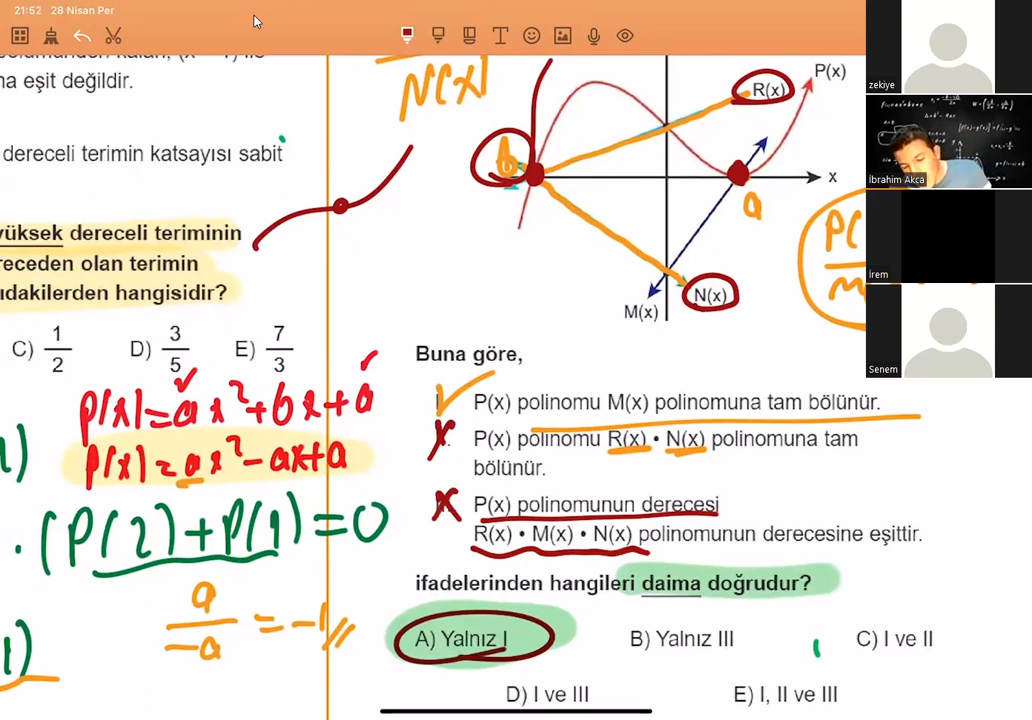 21:52 28 Nisan Per
na eşit değildir.
dereceli terimin katsayısı sabit
yüksek dereceli teriminin
receden olan terimin
ıdakilerden hangisidir?
C) 1/2 D) 3/5 E) 7/3
P(x) = ax² + bx + a
P(x) = ax² - ax + a
. (P(2) + P(1) = 0
a/-a = -1
N(x)
b
R(x)
P(x)
x
a
N(x)
M(x)
P(
M
Buna göre,
P(x) polinomu M(x) polinomuna tam bölünür.
P(x) polinomu R(x) • N(x) polinomuna tam
bölünür.
P(x) polinomunun derecesi
R(x) • M(x) • N(x) polinomunun derecesine eşittir.
ifadelerinden hangileri daima doğrudur?
A) Yalnız I B) Yalnız III C) I ve II
D) I ve III E) I, II ve III
zekiye
İbrahim Akca
İrem
Senem